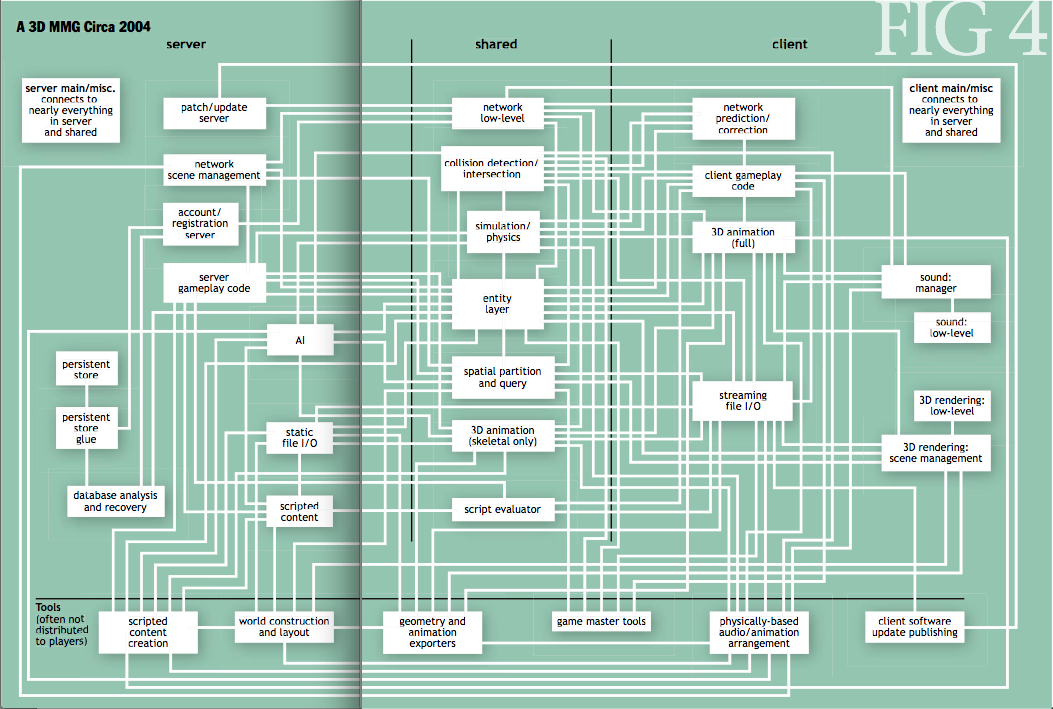 A 3D MMG Circa 2004
FIG 4
server
shared
client
server main/misc.
connects to
nearly everything
in server
and shared
patch/update
server
network
low-level
network
prediction/
correction
client main/misc
connects to
nearly everything
in server
and shared
network
scene management
collision detection/
intersection
client gameplay
code
account/
registration
server
simulation/
physics
3D animation
(full)
server
gameplay code
entity
layer
sound:
manager
sound:
low-level
AI
persistent
store
spatial partition
and query
streaming
file I/O
3D rendering:
low-level
persistent
store
glue
static
file I/O
3D animation
(skeletal only)
3D rendering:
scene management
database analysis
and recovery
scripted
content
script evaluator
Tools
(often not
distributed
to players)
scripted
content
creation
world construction
and layout
geometry and
animation
exporters
game master tools
physically-based
audio/animation
arrangement
client software
update publishing